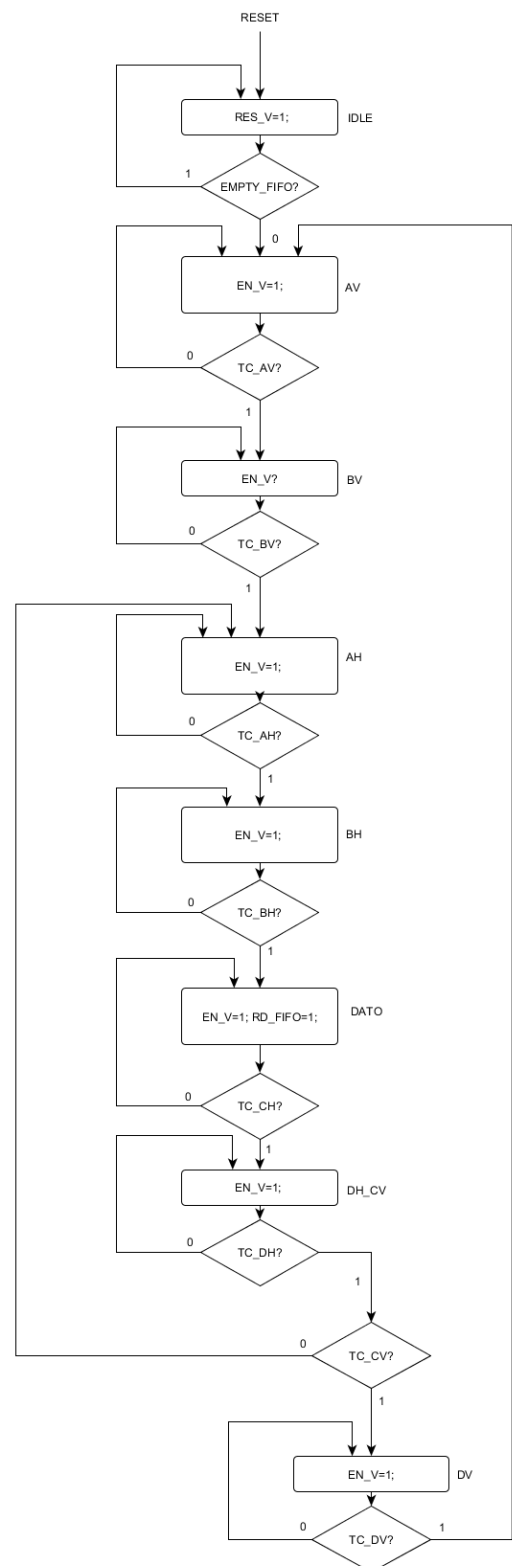 RESET
RES_V=1;
IDLE
1
EMPTY_FIFO?
0
EN_V=1;
AV
0
TC_AV?
1
EN_V?
BV
0
TC_BV?
1
EN_V=1;
AH
0
TC_AH?
1
EN_V=1;
BH
0
TC_BH?
1
EN_V=1; RD_FIFO=1;
DATO
0
TC_CH?
1
EN_V=1;
DH_CV
0
TC_DH?
1
0
TC_CV?
1
EN_V=1;
DV
0
TC_DV?
1